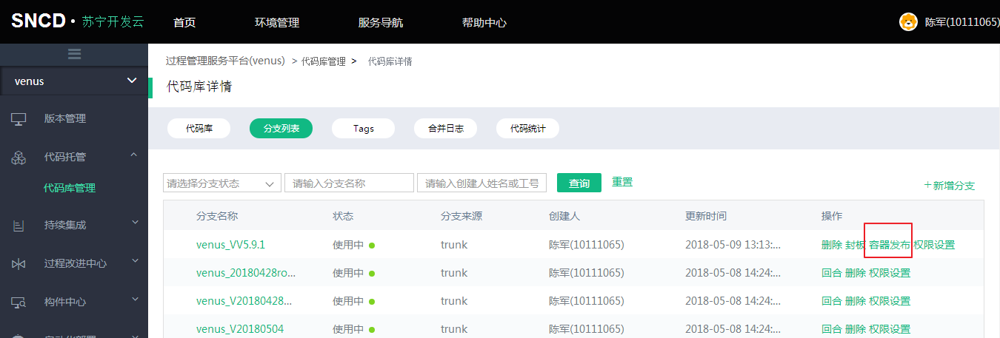 SNCD · 苏宁开发云 首页 环境管理 服务导航 帮助中心 陈军(10111065)
venus
版本管理
代码托管
代码库管理
持续集成
过程改进中心
构件中心
自动化部署
过程管理服务平台(venus) > 代码库管理 > 代码库详情
代码库详情
代码库 分支列表 Tags 合并日志 代码统计
请选择分支状态 请输入分支名称 请输入创建人姓名或工号 查询 重置 +新增分支
分支名称 状态 分支来源 创建人 更新时间 操作
venus_VV5.9.1 使用中 trunk 陈军(10111065) 2018-05-09 13:13:... 删除 封板 容器发布 权限设置
venus_20180428ro... 使用中 trunk 陈军(10111065) 2018-05-08 14:24:... 回合 删除 权限设置
venus_V20180428... 使用中 trunk 陈军(10111065) 2018-05-08 14:24:... 回合 删除 权限设置
venus_V20180504 使用中 trunk 陈军(10111065) 2018-05-08 14:24:... 回合 删除 权限设置